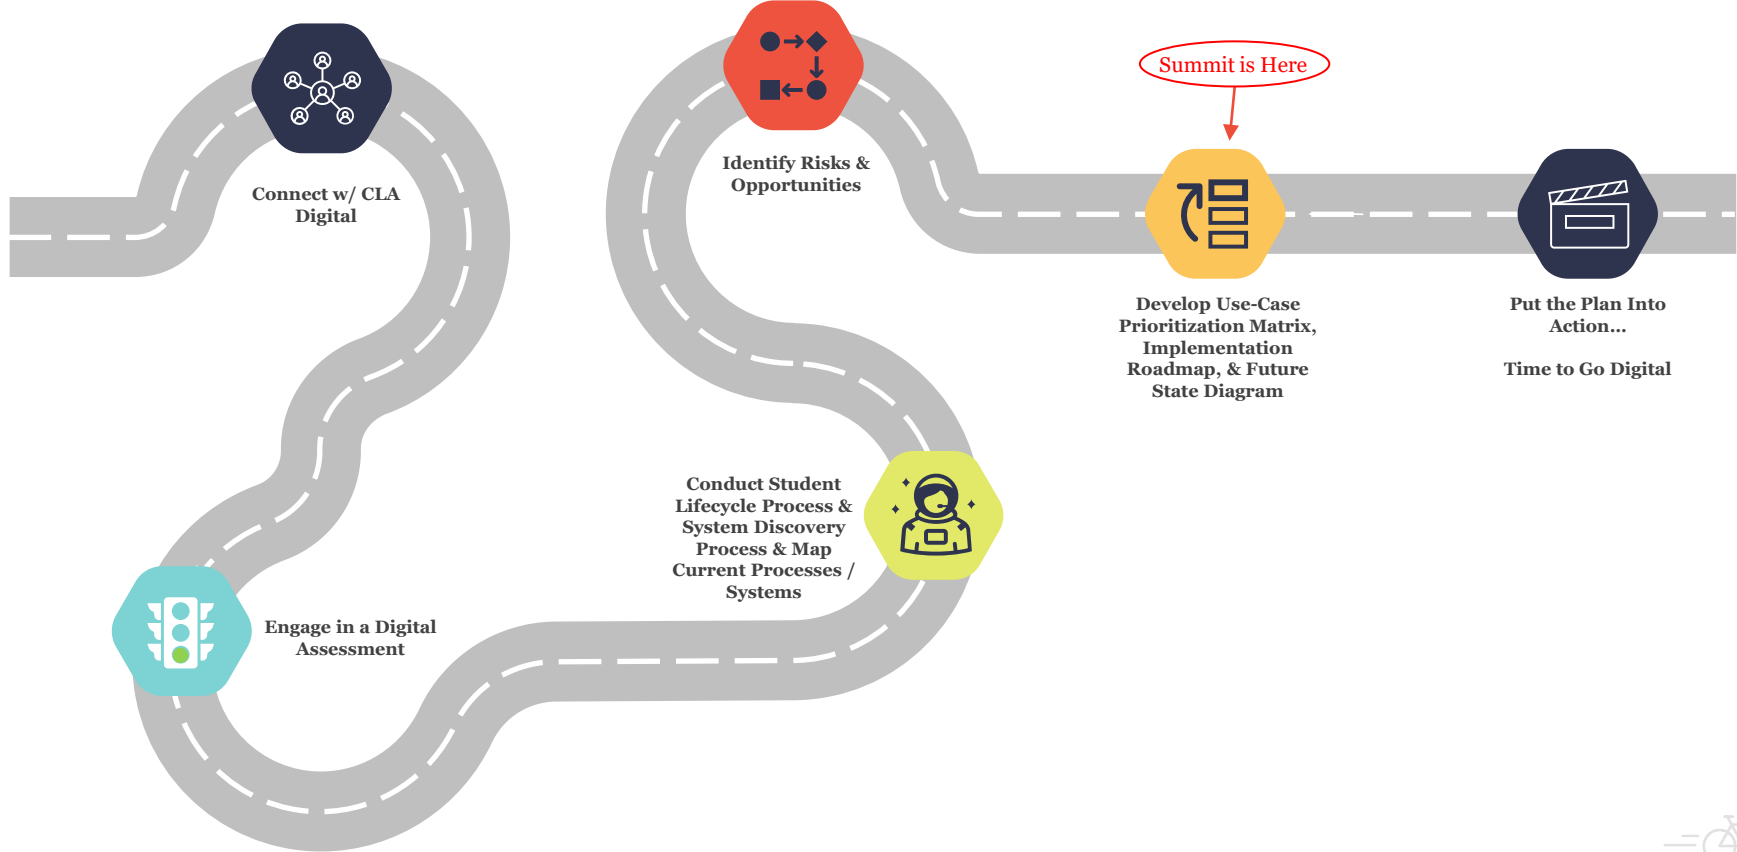 Connect w/ CLA
Digital
Engage in a Digital
Assessment
Conduct Student
Lifecycle Process &
System Discovery
Process & Map
Current Processes /
Systems
Identify Risks &
Opportunities
Summit is Here
Develop Use-Case
Prioritization Matrix,
Implementation
Roadmap, & Future
State Diagram
Put the Plan Into
Action...
Time to Go Digital